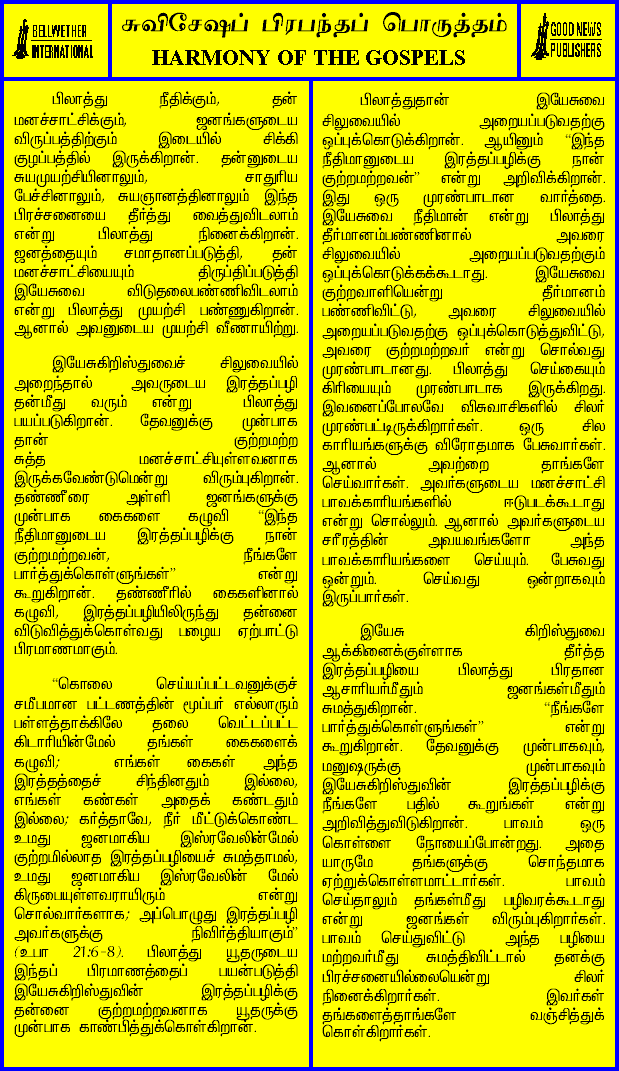 BELLWETHER
INTERNATIONAL
சுவிசேஷப் பிரபந்தப் பொருத்தம்
HARMONY OF THE GOSPELS
GOOD NEWS
PUBLISHERS
பிலாத்து நீதிக்கும், தன்
மனச்சாட்சிக்கும், ஜனங்களுடைய
விருப்பத்திற்கும் இடையில் சிக்கி
குழப்பத்தில் இருக்கிறான். தன்னுடைய
சுயமுயற்சியினாலும், சாதுரிய
பேச்சினாலும், சுயஞானத்தினாலும் இந்த
பிரச்சனையை தீர்த்து வைத்துவிடலாம்
என்று பிலாத்து நினைக்கிறான்.
ஜனத்தையும் சமாதானப்படுத்தி, தன்
மனச்சாட்சியையும் திருப்திப்படுத்தி
இயேசுவை விடுதலைபண்ணிவிடலாம்
என்று பிலாத்து முயற்சி பண்ணுகிறான்.
ஆனால் அவனுடைய முயற்சி வீணாயிற்று.
இயேசுகிறிஸ்துவைச் சிலுவையில்
அறைந்தால் அவருடைய இரத்தப்பழி
தன்மீது வரும் என்று பிலாத்து
பயப்படுகிறான். தேவனுக்கு முன்பாக
தான் குற்றமற்ற
சுத்த மனச்சாட்சியுள்ளவனாக
இருக்கவேண்டுமென்று விரும்புகிறான்.
தண்ணீரை அள்ளி ஜனங்களுக்கு
முன்பாக கைகளை கழுவி “இந்த
நீதிமானுடைய இரத்தப்பழிக்கு நான்
குற்றமற்றவன், நீங்களே
பார்த்துக்கொள்ளுங்கள்” என்று
கூறுகிறான். தண்ணீரில் கைகளினால்
கழுவி, இரத்தப்பழியிலிருந்து தன்னை
விடுவித்துக்கொள்வது பழைய ஏற்பாட்டு
பிரமாணமாகும்.
“கொலை செய்யப்பட்டவனுக்குச்
சமீபமான பட்டணத்தின் மூப்பர் எல்லாரும்
பள்ளத்தாக்கிலே தலை வெட்டப்பட்ட
கிடாரியின்மேல் தங்கள் கைகளைக்
கழுவி; எங்கள் கைகள் அந்த
இரத்தத்தைச் சிந்தினதும் இல்லை,
எங்கள் கண்கள் அதைக் கண்டதும்
இல்லை; கர்த்தாவே, நீர் மீட்டுக்கொண்ட
உமது ஜனமாகிய இஸ்ரவேலின்மேல்
குற்றமில்லாத இரத்தப்பழியைச் சுமத்தாமல்,
உமது ஜனமாகிய இஸ்ரவேலின் மேல்
கிருபையுள்ளவராயிரும் என்று
சொல்வார்களாக; அப்பொழுது இரத்தப்பழி
அவர்களுக்கு நிவிர்த்தியாகும்”
(உபா 21:6-8). பிலாத்து யூதருடைய
இந்தப் பிரமாணத்தைப் பயன்படுத்தி
இயேசுகிறிஸ்துவின் இரத்தப்பழிக்கு
தன்னை குற்றமற்றவனாக யூதருக்கு
முன்பாக காண்பித்துக்கொள்கிறான்.
பிலாத்துதான் இயேசுவை
சிலுவையில் அறையப்படுவதற்கு
ஒப்புக்கொடுக்கிறான். ஆயினும் “இந்த
நீதிமானுடைய இரத்தப்பழிக்கு நான்
குற்றமற்றவன்” என்று அறிவிக்கிறான்.
இது ஒரு முரண்பாடான வார்த்தை.
இயேசுவை நீதிமான் என்று பிலாத்து
தீர்மானம்பண்ணினால் அவரை
சிலுவையில் அறையப்படுவதற்கும்
ஒப்புக்கொடுக்கக்கூடாது. இயேசுவை
குற்றவாளியென்று தீர்மானம்
பண்ணிவிட்டு, அவரை சிலுவையில்
அறையப்படுவதற்கு ஒப்புக்கொடுத்துவிட்டு,
அவரை குற்றமற்றவர் என்று சொல்வது
முரண்பாடானது. பிலாத்து செய்கையும்
கிரியையும் முரண்பாடாக இருக்கிறது.
இவனைப்போலவே விசுவாசிகளில் சிலர்
முரண்பட்டிருக்கிறார்கள். ஒரு சில
காரியங்களுக்கு விரோதமாக பேசுவார்கள்.
ஆனால் அவற்றை தாங்களே
செய்வார்கள். அவர்களுடைய மனச்சாட்சி
பாவக்காரியங்களில் ஈடுபடக்கூடாது
என்று சொல்லும். ஆனால் அவர்களுடைய
சரீரத்தின் அவயவங்களோ அந்த
பாவக்காரியங்களை செய்யும். பேசுவது
ஒன்றும். செய்வது ஒன்றாகவும்
இருப்பார்கள்.
இயேசு கிறிஸ்துவை
ஆக்கினைக்குள்ளாக தீர்த்த
இரத்தப்பழியை பிலாத்து பிரதான
ஆசாரியர்மீதும் ஜனங்கள்மீதும்
சுமத்துகிறான். “நீங்களே
பார்த்துக்கொள்ளுங்கள்” என்று
கூறுகிறான். தேவனுக்கு முன்பாகவும்,
மனுஷருக்கு முன்பாகவும்
இயேசுகிறிஸ்துவின் இரத்தப்பழிக்கு
நீங்களே பதில் கூறுங்கள் என்று
அறிவித்துவிடுகிறான். பாவம் ஒரு
கொள்ளை நோயைப்போன்றது. அதை
யாருமே தங்களுக்கு சொந்தமாக
ஏற்றுக்கொள்ளமாட்டார்கள். பாவம்
செய்தாலும் தங்கள்மீது பழிவரக்கூடாது
என்று ஜனங்கள் விரும்புகிறார்கள்.
பாவம் செய்துவிட்டு அந்த பழியை
மற்றவர்மீது சுமத்திவிட்டால் தனக்கு
பிரச்சனையில்லையென்று சிலர்
நினைக்கிறார்கள். இவர்கள்
தங்களைத்தாங்களே வஞ்சித்துக்
கொள்கிறார்கள்.